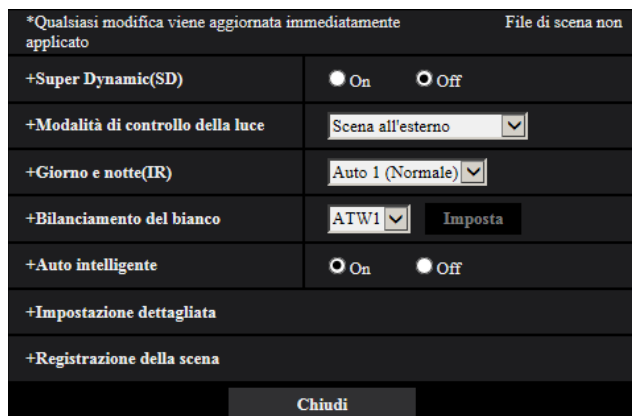 *Qualsiasi modifica viene aggiornata immediatamente File di scena non
applicato
+Super Dynamic(SD) On Off
+Modalità di controllo della luce Scena all'esterno
+Giorno e notte(IR) Auto 1 (Normale)
+Bilanciamento del bianco ATW1 Imposta
+Auto intelligente On Off
+Impostazione dettagliata
+Registrazione della scena
Chiudi